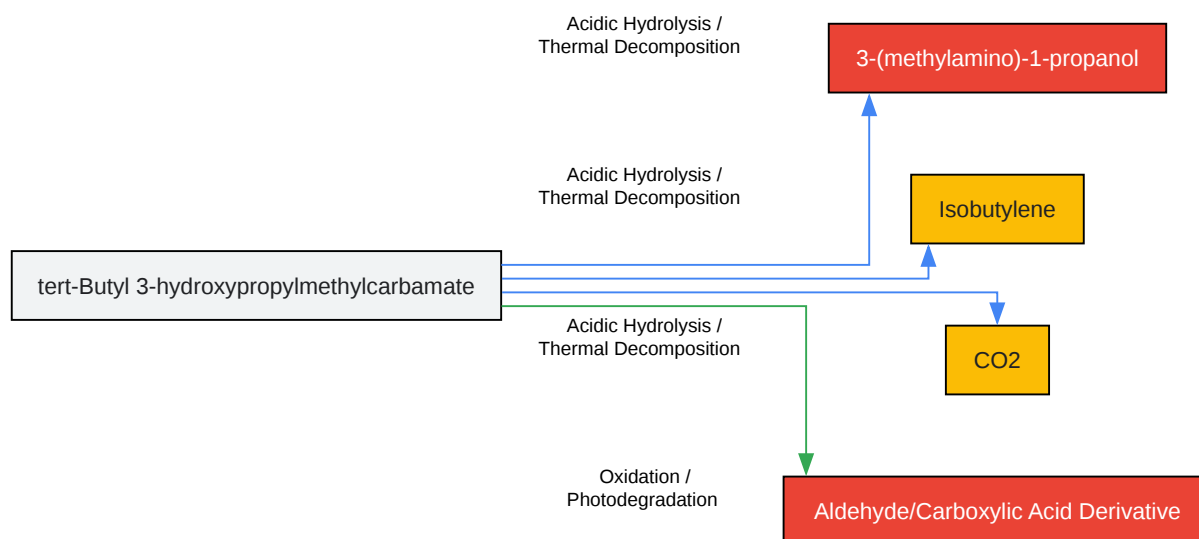 Acidic Hydrolysis /
Thermal Decomposition
3-(methylamino)-1-propanol
Acidic Hydrolysis /
Thermal Decomposition
Isobutylene
tert-Butyl 3-hydroxypropylmethylcarbamate
Acidic Hydrolysis /
Thermal Decomposition
CO2
Oxidation /
Photodegradation
Aldehyde/Carboxylic Acid Derivative